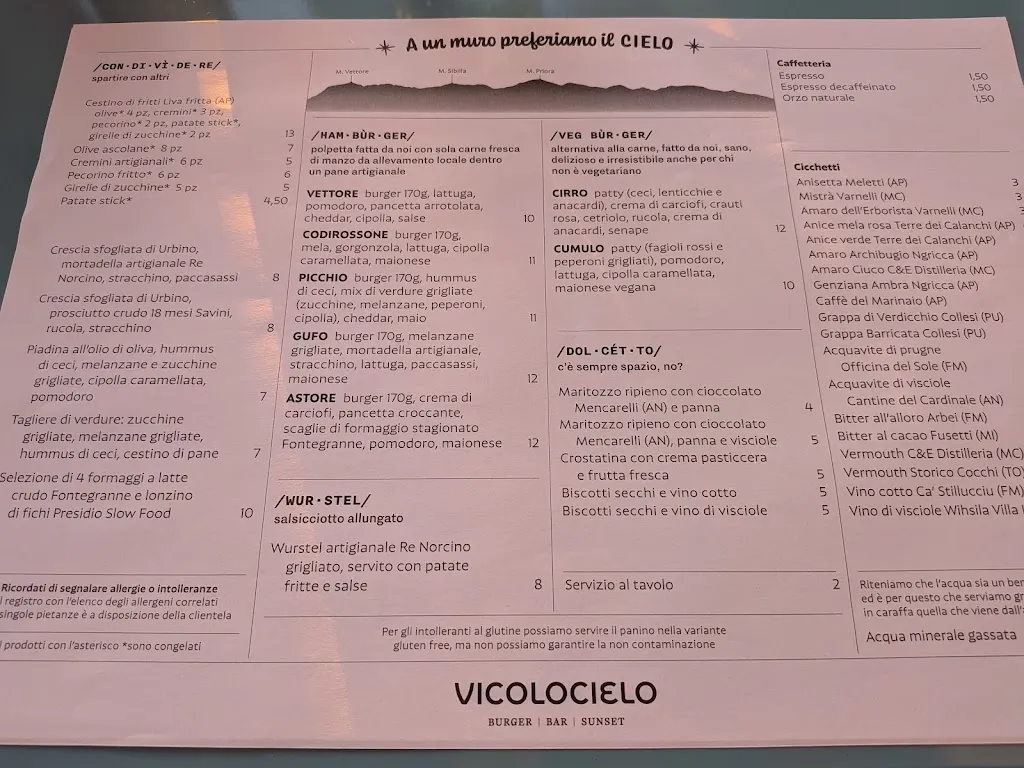 A un muro preferiamo il CIELO
/CON·DI·VÌ·DE·RE/
spartire con altri
Cestino di fritti Liva fritta (AP)
olive* 4 pz, cremini* 3 pz,
pecorino* 2 pz, patate stick*,
girelle di zucchine* 2 pz 13
Olive ascolane* 8 pz 7
Cremini artigianali* 6 pz 5
Pecorino fritto* 6 pz 6
Girelle di zucchine* 5 pz 5
Patate stick* 4,50
Crescia sfogliata di Urbino,
mortadella artigianale Re
Norcino, stracchino, paccasassi 8
Crescia sfogliata di Urbino,
prosciutto crudo 18 mesi Savini,
rucola, stracchino 8
Piadina all'olio di oliva, hummus
di ceci, melanzane e zucchine
grigliate, cipolla caramellata,
pomodoro 7
Tagliere di verdure: zucchine
grigliate, melanzane grigliate,
hummus di ceci, cestino di pane 7
Selezione di 4 formaggi a latte
crudo Fontegranne e lonzino
di fichi Presidio Slow Food 10
Ricordati di segnalare allergie o intolleranze
l registro con l'elenco degli allergeni correlati
singole pietanze è a disposizione della clientela
I prodotti con l'asterisco *sono congelati
M. Vettore M. Sibilla M. Priora
/HAM·BÙR·GER/
polpetta fatta da noi con sola carne fresca
di manzo da allevamento locale dentro
un pane artigianale
VETTORE burger 170g, lattuga,
pomodoro, pancetta arrotolata,
cheddar, cipolla, salse 10
CODIROSSONE burger 170g,
mela, gorgonzola, lattuga, cipolla
caramellata, maionese 11
PICCHIO burger 170g, hummus
di ceci, mix di verdure grigliate
(zucchine, melanzane, peperoni,
cipolla), cheddar, maio 11
GUFO burger 170g, melanzane
grigliate, mortadella artigianale,
stracchino, lattuga, paccasassi,
maionese 12
ASTORE burger 170g, crema di
carciofi, pancetta croccante,
scaglie di formaggio stagionato
Fontegranne, pomodoro, maionese 12
/WUR·STEL/
salsicciotto allungato
Wurstel artigianale Re Norcino
grigliato, servito con patate
fritte e salse 8
/VEG BÙR·GER/
alternativa alla carne, fatto da noi, sano,
delizioso e irresistibile anche per chi
non è vegetariano
CIRRO patty (ceci, lenticchie e
anacardi), crema di carciofi, crauti
rosa, cetriolo, rucola, crema di
anacardi, senape 12
CUMULO patty (fagioli rossi e
peperoni grigliati), pomodoro,
lattuga, cipolla caramellata,
maionese vegana 10
/DOL·CÉT·TO/
c'è sempre spazio, no?
Maritozzo ripieno con cioccolato
Mencarelli (AN) e panna 4
Maritozzo ripieno con cioccolato
Mencarelli (AN), panna e visciole 5
Crostatina con crema pasticcera
e frutta fresca 5
Biscotti secchi e vino cotto 5
Biscotti secchi e vino di visciole 5
Servizio al tavolo 2
Per gli intolleranti al glutine possiamo servire il panino nella variante
gluten free, ma non possiamo garantire la non contaminazione
Caffetteria
Espresso 1,50
Espresso decaffeinato 1,50
Orzo naturale 1,50
Cicchetti
Anisetta Meletti (AP) 3
Mistrà Varnelli (MC) 3
Amaro dell'Erborista Varnelli (MC) 3
Anice mela rosa Terre dei Calanchi (AP)
Anice verde Terre dei Calanchi (AP)
Amaro Archibugio Ngricca (AP)
Amaro Ciuco C&E Distilleria (MC)
Genziana Ambra Ngricca (AP)
Caffè del Marinaio (AP)
Grappa di Verdicchio Collesi (PU)
Grappa Barricata Collesi (PU)
Acquavite di prugne
Officina del Sole (FM)
Acquavite di visciole
Cantine del Cardinale (AN)
Bitter all'alloro Arbei (FM)
Bitter al cacao Fusetti (MI)
Vermouth C&E Distilleria (MC)
Vermouth Storico Cocchi (TO)
Vino cotto Ca' Stillucciu (FM)
Vino di visciole Wihsila Villa
Riteniamo che l'acqua sia un ben
ed è per questo che serviamo gr
in caraffa quella che viene dall'a
Acqua minerale gassata
VICOLOCIELO
BURGER | BAR | SUNSET